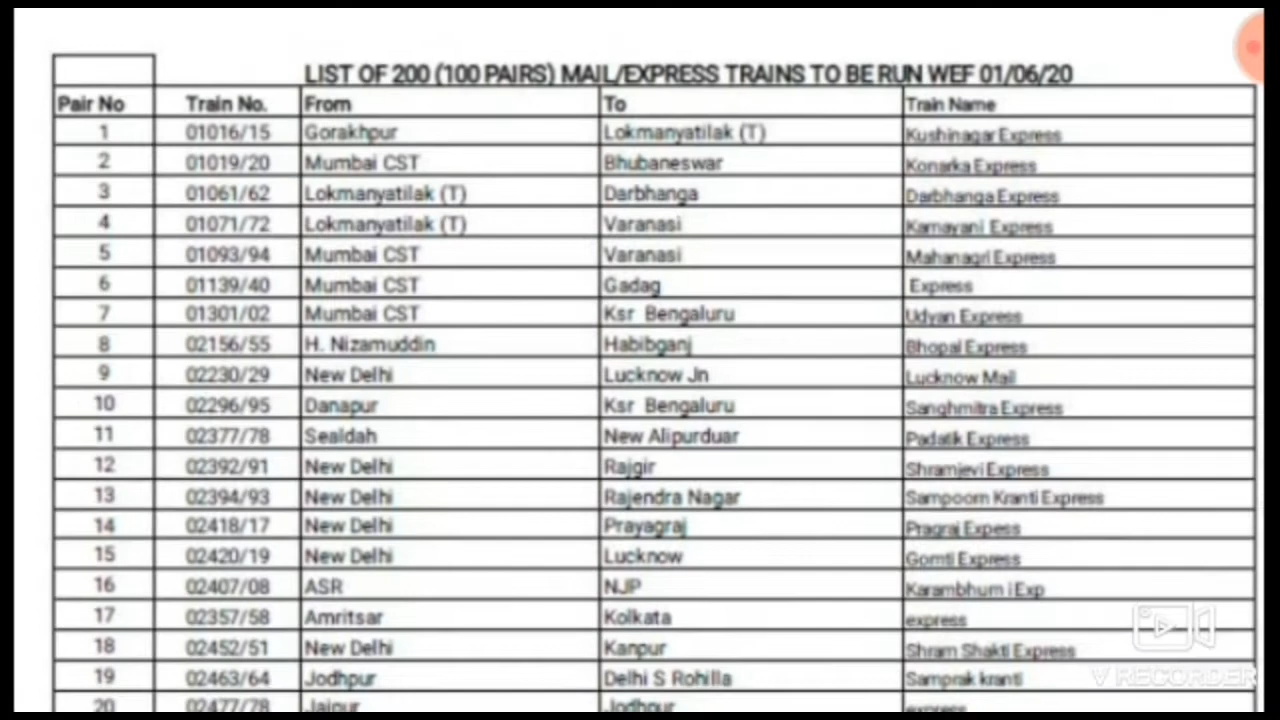 LIST OF 200 (100 PAIRS) MAIL/EXPRESS TRAINS TO BE RUN WEF 01/06/20
Pair No Train No. From To Train Name
1 01016/15 Gorakhpur Lokmanyatilak (T) Kushinagar Express
2 01019/20 Mumbai CST Bhubaneswar Konarka Express
3 01061/62 Lokmanyatilak (T) Darbhanga Darbhanga Express
4 01071/72 Lokmanyatilak (T) Varanasi Kamayani Express
5 01093/94 Mumbai CST Varanasi Mahanagri Express
6 01139/40 Mumbai CST Gadag Express
7 01301/02 Mumbai CST Ksr Bengaluru Udyan Express
8 02156/55 H. Nizamuddin Habibganj Bhopal Express
9 02230/29 New Delhi Lucknow Jn Lucknow Mail
10 02296/95 Danapur Ksr Bengaluru Sanghmitra Express
11 02377/78 Sealdah New Alipurduar Padatik Express
12 02392/91 New Delhi Rajgir Shramjevi Express
13 02394/93 New Delhi Rajendra Nagar Sampoorn Kranti Express
14 02418/17 New Delhi Prayagraj Pragraj Expess
15 02420/19 New Delhi Lucknow Gomti Express
16 02407/08 ASR NJP Karambhum i Exp
17 02357/58 Amritsar Kolkata express
18 02452/51 New Delhi Kanpur Shram Shakti Express
19 02463/64 Jodhpur Delhi S Rohilla Samprak kranti
20 02477/78 Jaipur Jodhpur express
V RECORDER